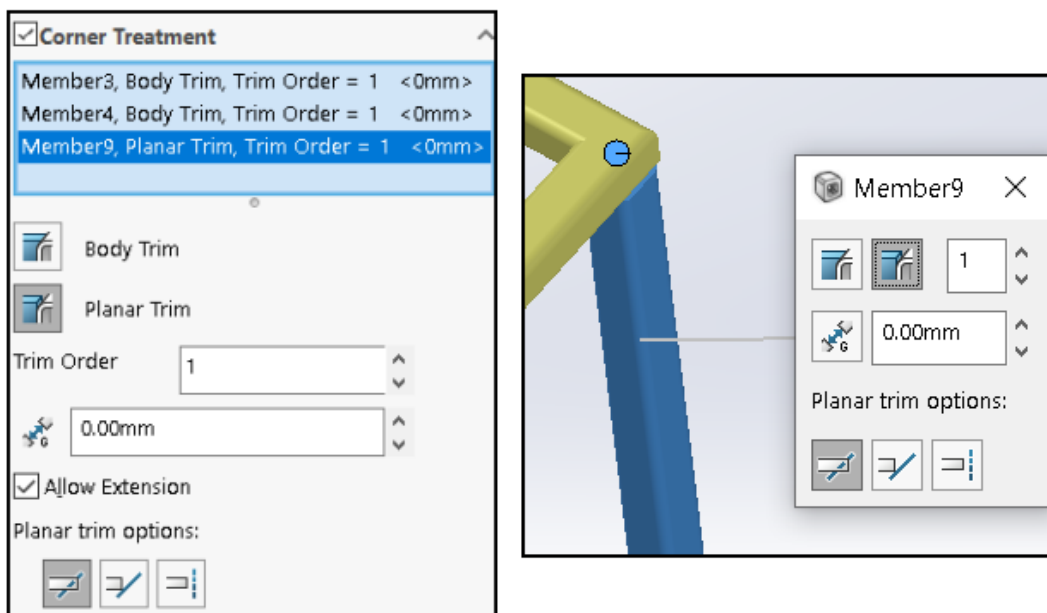 Corner Treatment
Member3, Body Trim, Trim Order = 1 <0mm>
Member4, Body Trim, Trim Order = 1 <0mm>
Member9, Planar Trim, Trim Order = 1 <0mm>
Body Trim
Planar Trim
Trim Order
1
G
0.00mm
Allow Extension
Planar trim options:
Member9
1
G
0.00mm
Planar trim options: